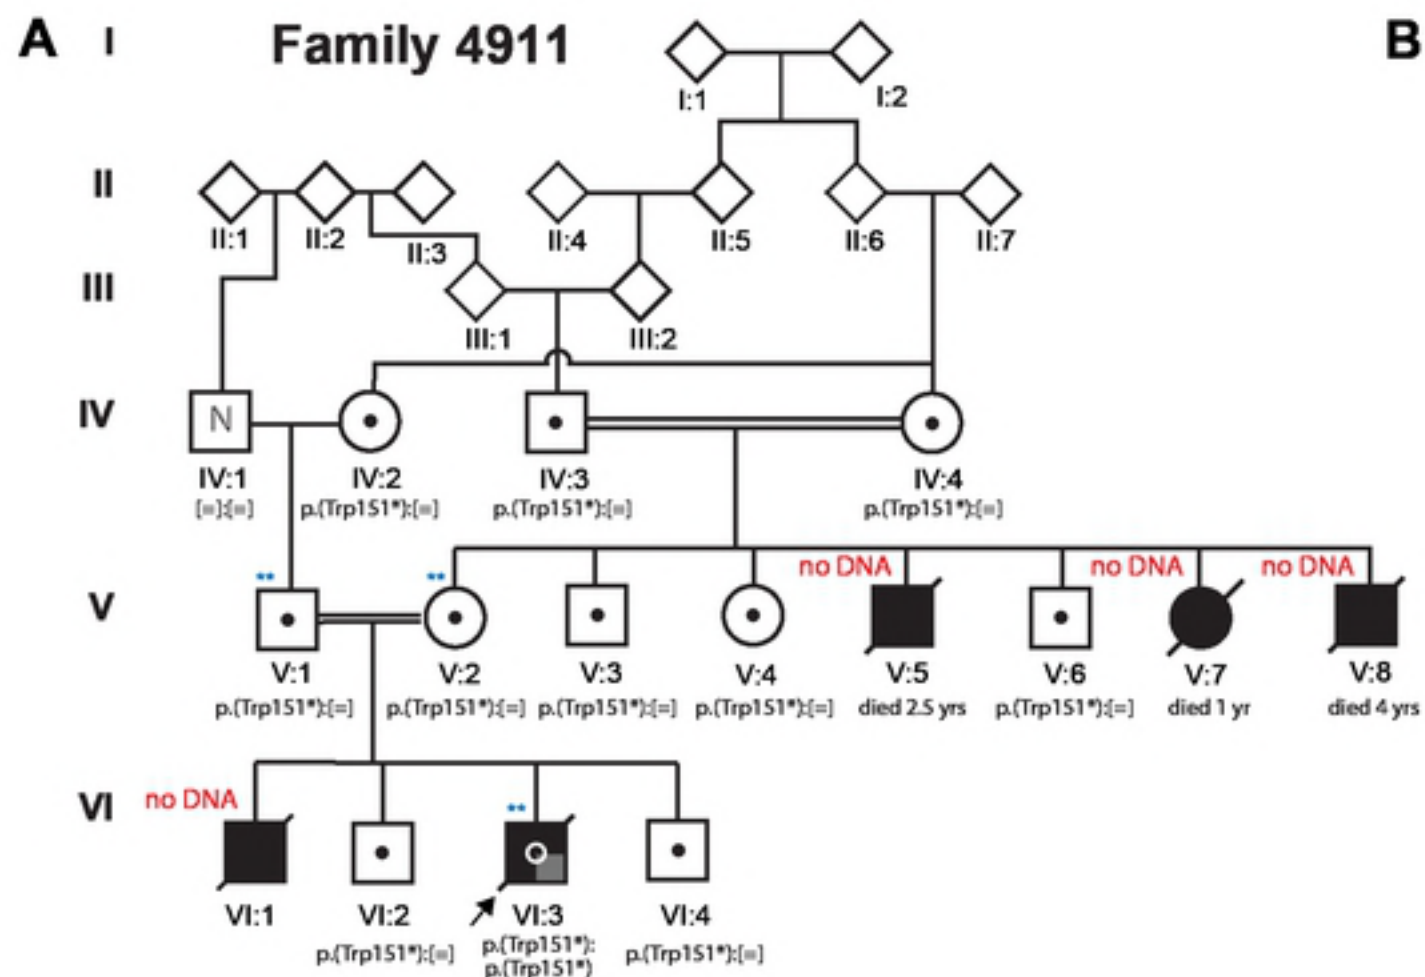 A I Family 4911 B
I:1 I:2
II
II:1 II:2 II:3 II:4 II:5 II:6 II:7
III
III:1 III:2
IV N
IV:1 IV:2 IV:3 IV:4
[=]:[=] p.(Trp151*):[=] p.(Trp151*):[=] p.(Trp151*):[=]
no DNA no DNA no DNA
** **
V
V:1 V:2 V:3 V:4 V:5 V:6 V:7 V:8
p.(Trp151*):[=] p.(Trp151*):[=] p.(Trp151*):[=] p.(Trp151*):[=] died 2.5 yrs p.(Trp151*):[=] died 1 yr died 4 yrs
VI no DNA **
VI:1 VI:2 VI:3 VI:4
p.(Trp151*):[=] p.(Trp151*): p.(Trp151*):[=]
p.(Trp151*)